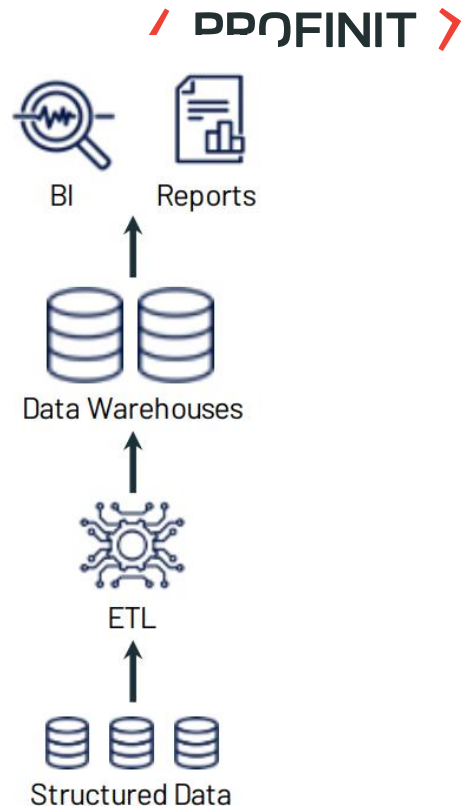 PROFINIT
BI Reports
Data Warehouses
ETL
Structured Data